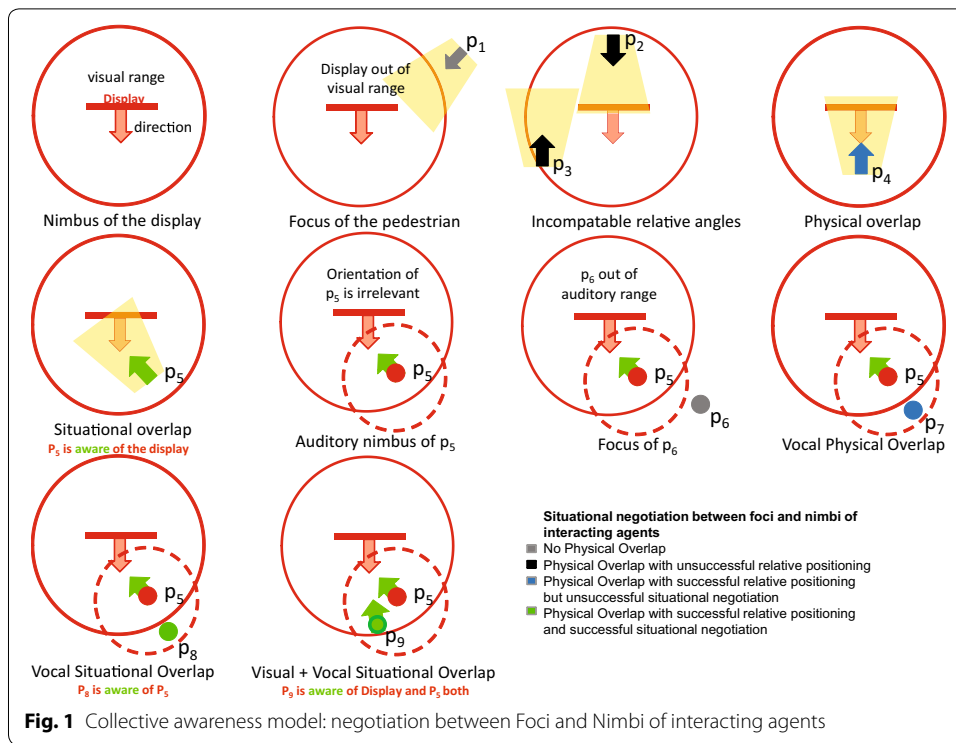 visual range
Display
direction
Nimbus of the display
Display out of
visual range
p1
Focus of the pedestrian
p2
p3
Incompatable relative angles
p4
Physical overlap
p5
Situational overlap
P5 is aware of the display
Orientation of
p5 is irrelevant
p5
Auditory nimbus of p5
p6 out of
auditory range
p5
p6
Focus of p6
p5
p7
Vocal Physical Overlap
p5
p8
Vocal Situational Overlap
P8 is aware of P5
p5
p9
Visual + Vocal Situational Overlap
P9 is aware of Display and P5 both
Situational negotiation between foci and nimbi of
interacting agents
No Physical Overlap
Physical Overlap with unsuccessful relative positioning
Physical Overlap with successful relative positioning
but unsuccessful situational negotiation
Physical Overlap with successful relative positioning
and successful situational negotiation
Fig. 1 Collective awareness model: negotiation between Foci and Nimbi of interacting agents